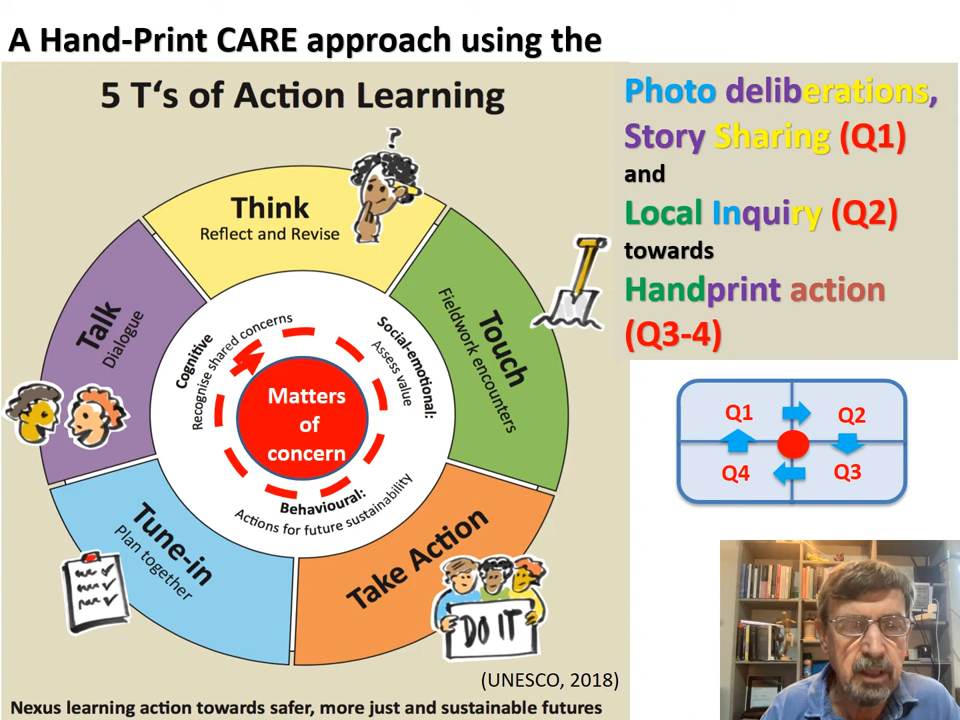 A Hand-Print CARE approach using the
5 T‘s of Action Learning
Think
Reflect and Revise
?
Talk
Dialogue
Touch
Fieldwork encounters
Tune-in
Plan together
Take Action
DO IT
Cognitive
Recognise shared concerns
Social-emotional:
Assess value
Behavioural:
Actions for future sustainability
Matters
of
concern
(UNESCO, 2018)
Nexus learning action towards safer, more just and sustainable futures
Photo deliberations,
Story Sharing (Q1)
and
Local Inquiry (Q2)
towards
Handprint action
(Q3-4)
Q1
Q2
Q4
Q3